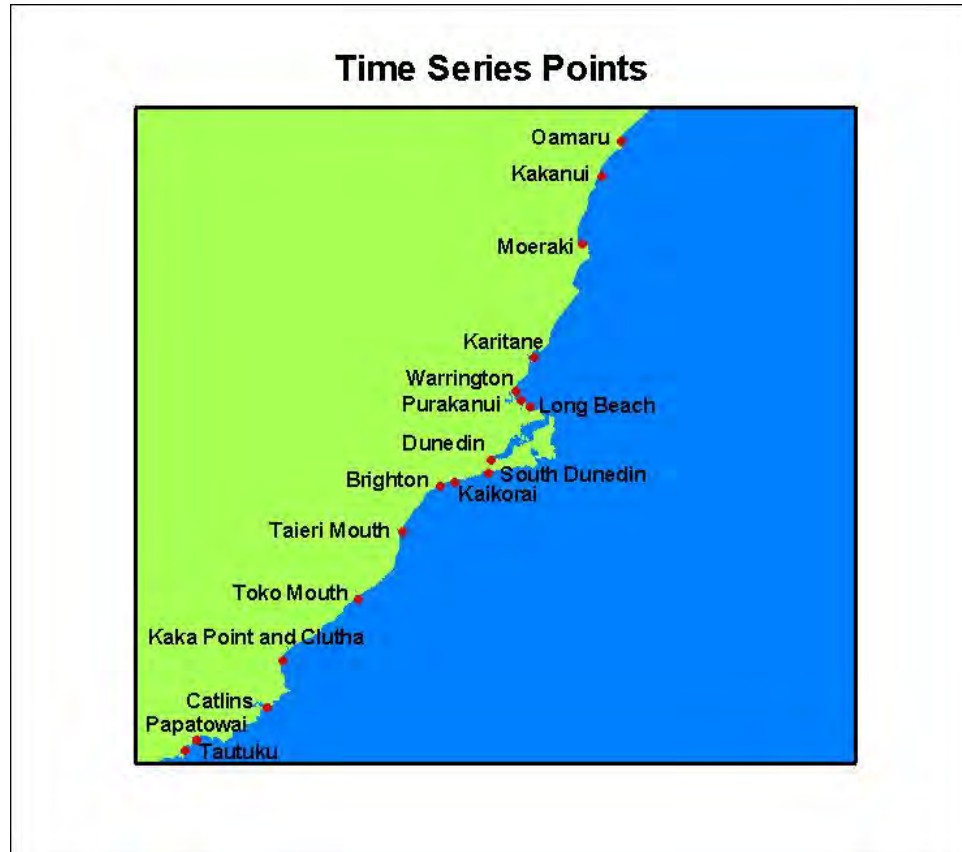 Time Series Points
Oamaru
Kakanui
Moeraki
Karitane
Warrington
Purakanui
Long Beach
Dunedin
South Dunedin
Brighton
Kaikorai
Taieri Mouth
Toko Mouth
Kaka Point and Clutha
Catlins
Papatowai
Tautuku